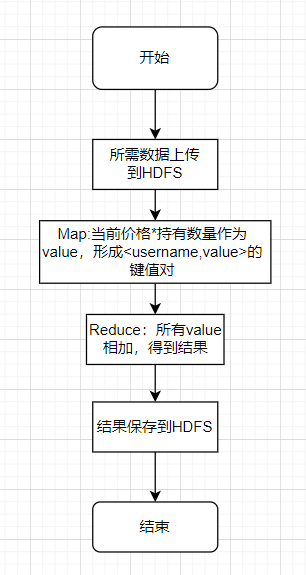 开始
所需数据上传
到HDFS
Map:当前价格*持有数量作为
value，形成<username,value>的
键值对
Reduce：所有value
相加，得到结果
结果保存到HDFS
结束